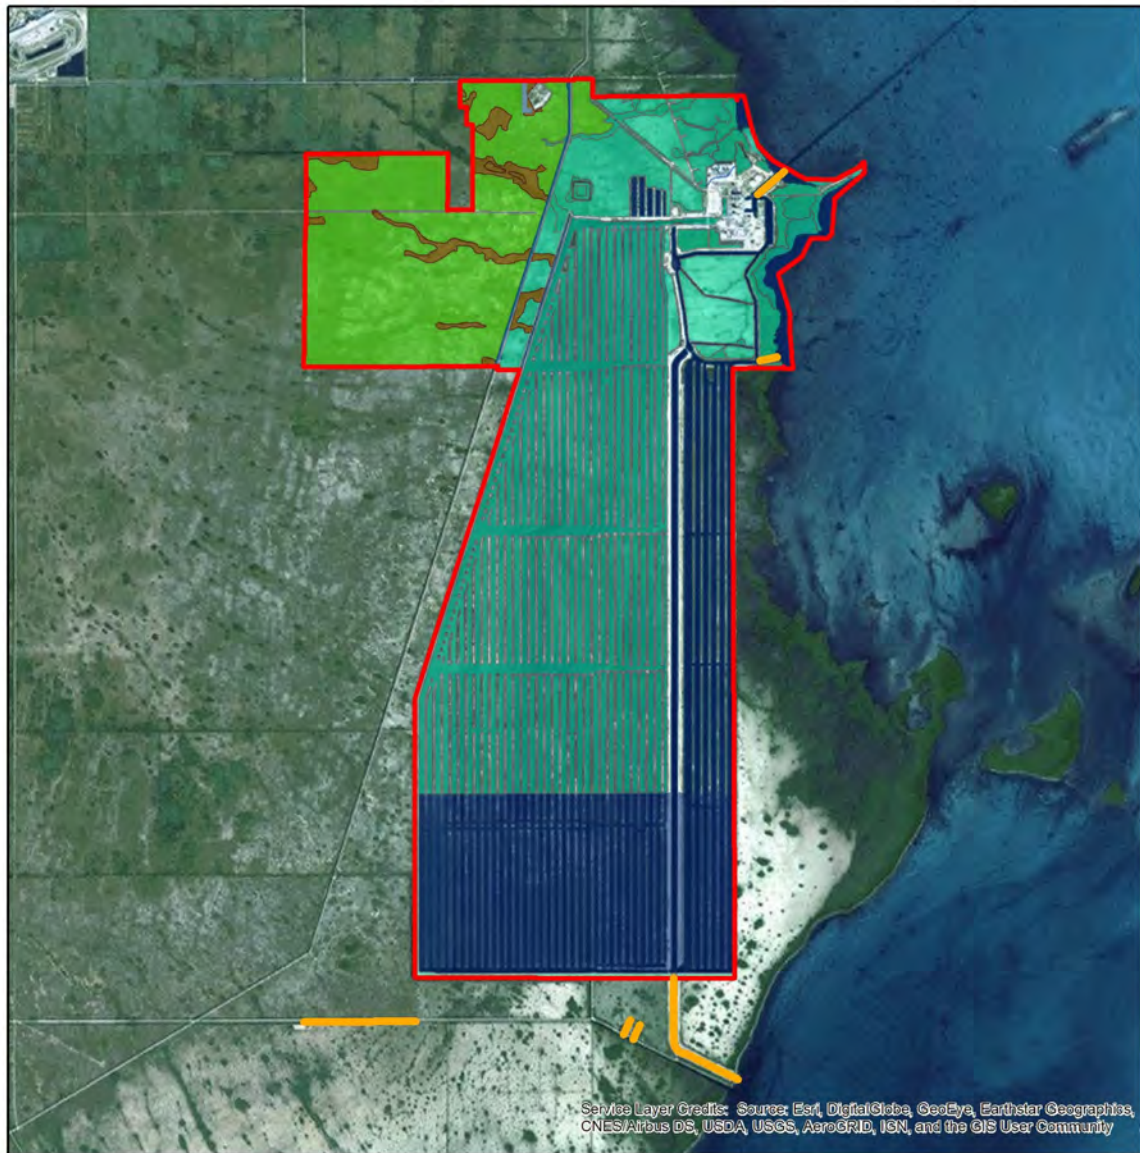 Service Layer Credits: Source: Esri, DigitalGlobe, GeoEye, Earthstar Geographics,
CNES/Airbus DS, USDA, USGS, AeroGRID, IGN, and the GIS User Community